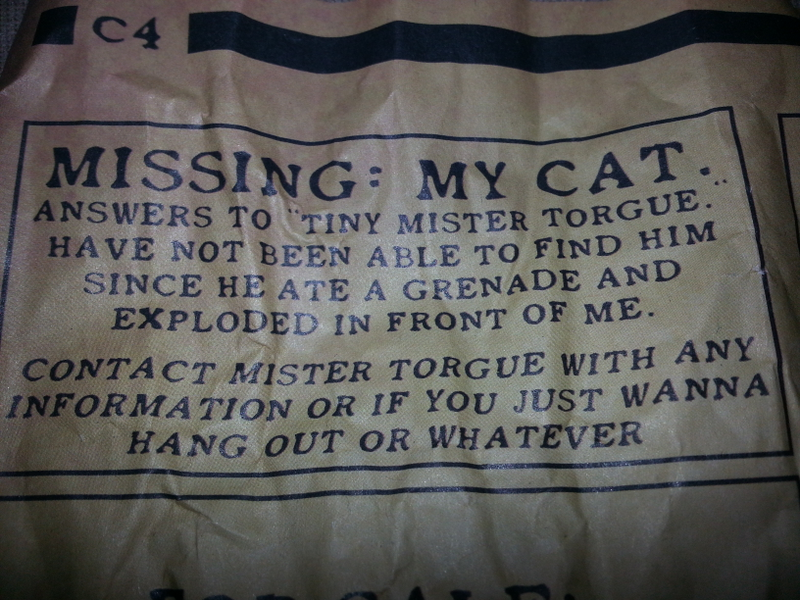 C4
MISSING: MY CAT.
ANSWERS TO "TINY MISTER TORGUE."
HAVE NOT BEEN ABLE TO FIND HIM
SINCE HE ATE A GRENADE AND
EXPLODED IN FRONT OF ME.
CONTACT MISTER TORGUE WITH ANY
INFORMATION OR IF YOU JUST WANNA
HANG OUT OR WHATEVER
FOR SALE: